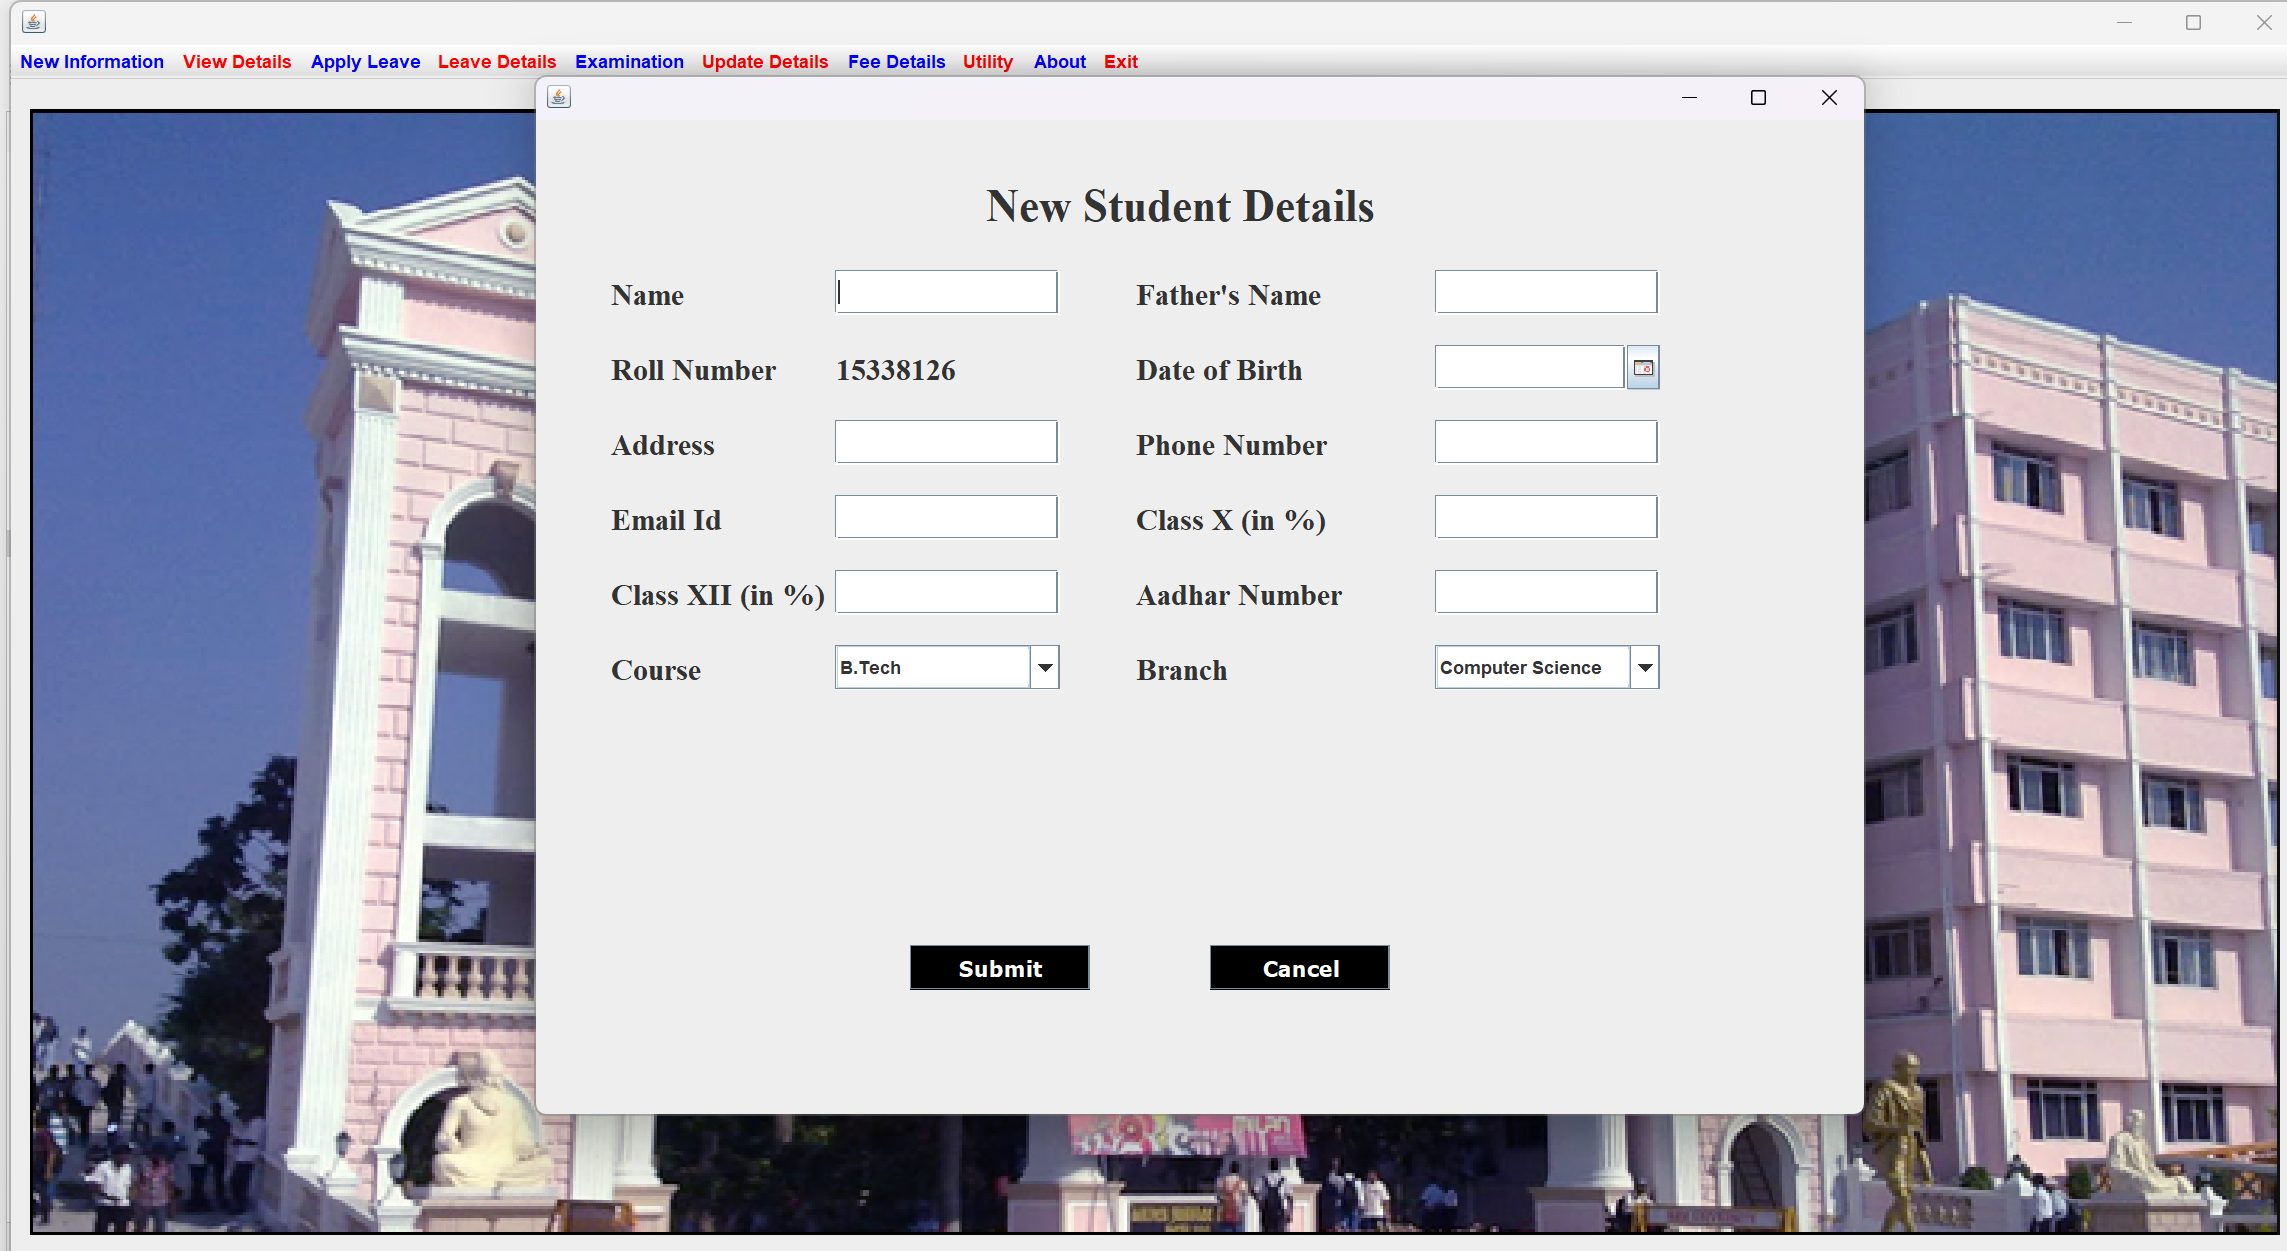 New Information View Details Apply Leave Leave Details Examination Update Details Fee Details Utility About Exit
New Student Details
Name Father's Name
Roll Number 15338126 Date of Birth
Address Phone Number
Email Id Class X (in %)
Class XII (in %) Aadhar Number
Course B.Tech Branch Computer Science
Submit Cancel